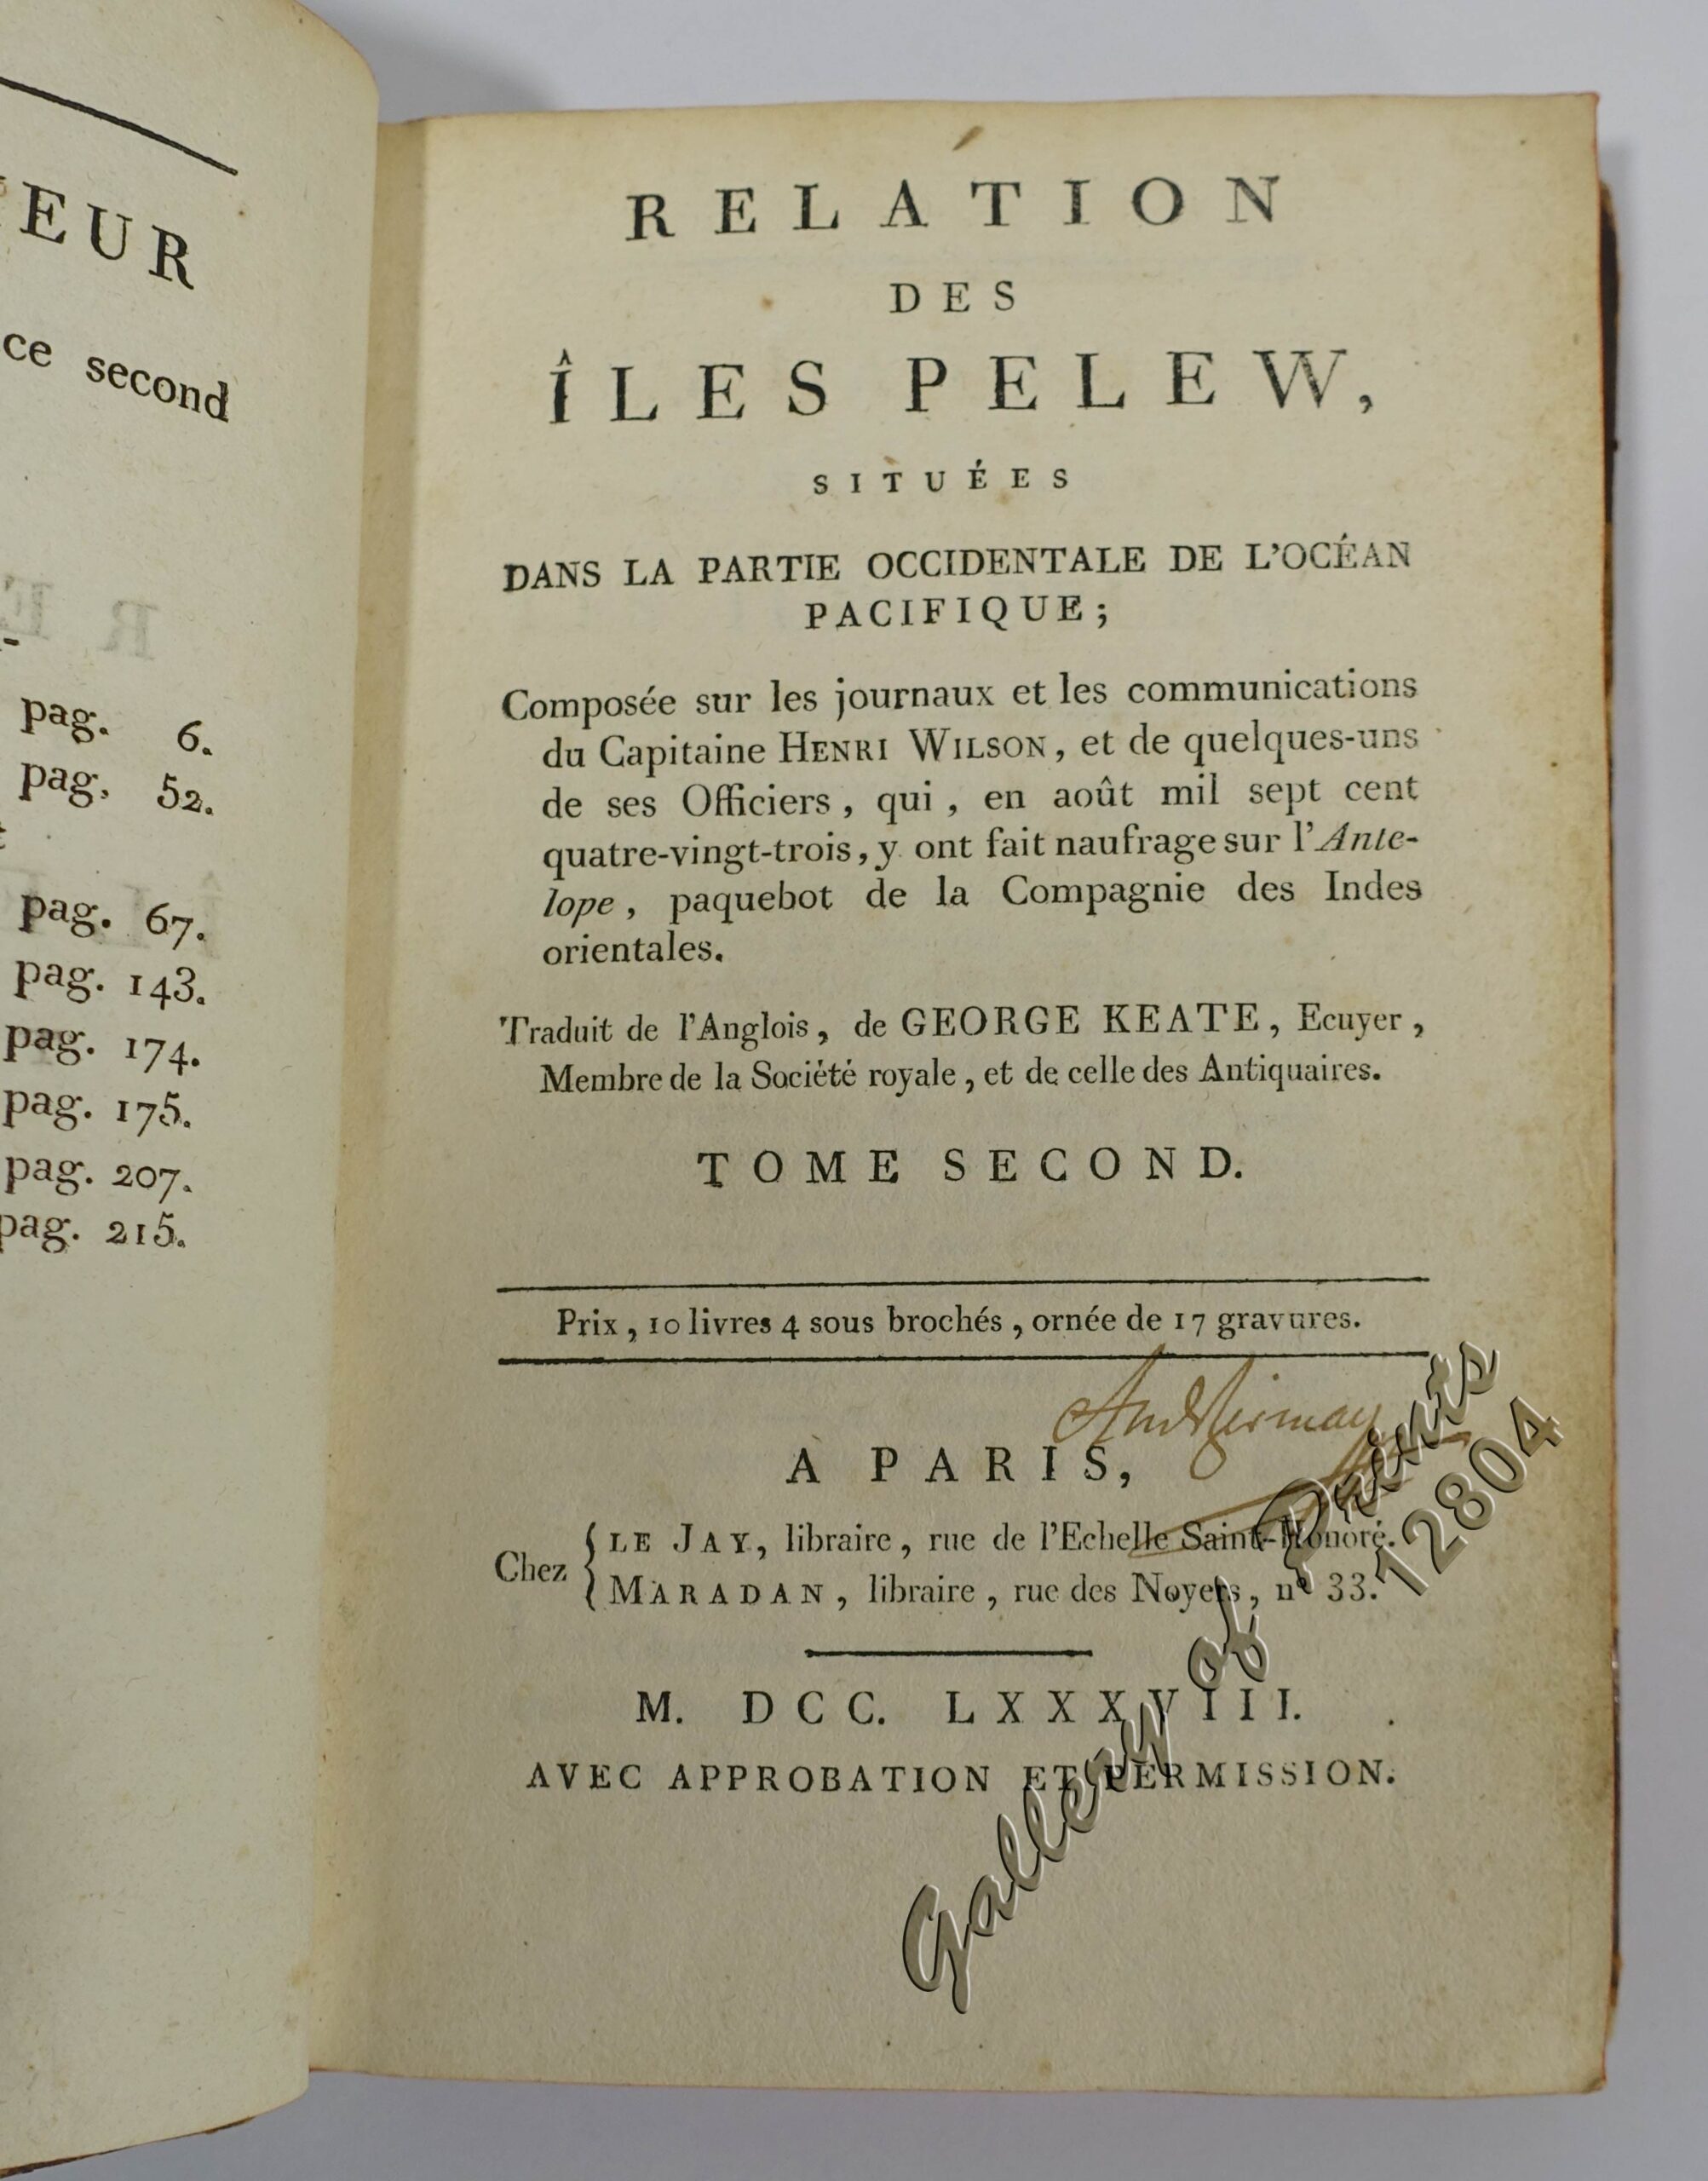 EUR
ce second
pag. 6.
pag. 52.
pag. 67.
pag. 143.
pag. 174.
pag. 175.
pag. 207.
pag. 215.
RELATION
DES
ÎLES PELEW,
SITUÉES
DANS LA PARTIE OCCIDENTALE DE L'OCÉAN
PACIFIQUE;
Composée sur les journaux et les communications
du Capitaine HENRI WILSON, et de quelques-uns
de ses Officiers, qui, en août mil sept cent
quatre-vingt-trois, y ont fait naufrage sur l'Ante-
lope, paquebot de la Compagnie des Indes
orientales.
Traduit de l'Anglois, de GEORGE KEATE, Ecuyer,
Membre de la Société royale, et de celle des Antiquaires.
TOME SECOND.
Prix, 10 livres 4 sous brochés, ornée de 17 gravures.
A PARIS,
Chez { LE JAY, libraire, rue de l'Echelle Saint-Honoré.
MARADAN, libraire, rue des Noyers, nº 33.
M. DCC. LXXXVIII.
AVEC APPROBATION ET PERMISSION.
Gallery of Prints
12804